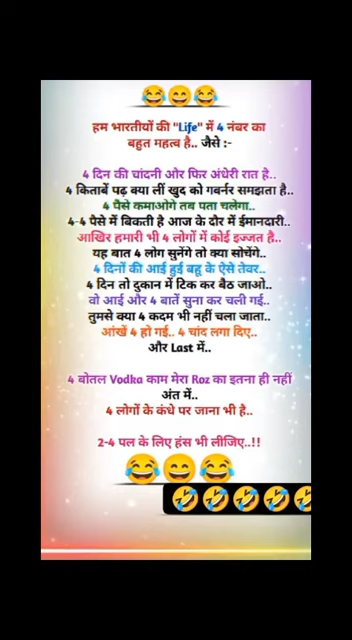 हम भारतीयों की "Life" में 4 नंबर का
बहुत महत्व है.. जैसे :-
4 दिन की चांदनी और फिर अंधेरी रात है..
4 किताबें पढ़ क्या लीं खुद को गवर्नर समझता है..
4 पैसे कमाओगे तब पता चलेगा..
4-4 पैसे में बिकती है आज के दौर में ईमानदारी..
आखिर हमारी भी 4 लोगों में कोई इज्जत है..
यह बात 4 लोग सुनेंगे तो क्या सोचेंगे..
4 दिनों की आई हुई बहू के ऐसे तेवर..
4 दिन तो दुकान में टिक कर बैठ जाओ..
वो आई और 4 बातें सुना कर चली गई..
तुमसे क्या 4 कदम भी नहीं चला जाता..
आंखें 4 हो गई.. 4 चांद लगा दिए..
और Last में..
4 बोतल Vodka काम मेरा Roz का इतना ही नहीं
अंत में..
4 लोगों के कंधे पर जाना भी है..
2-4 पल के लिए हंस भी लीजिए..!!